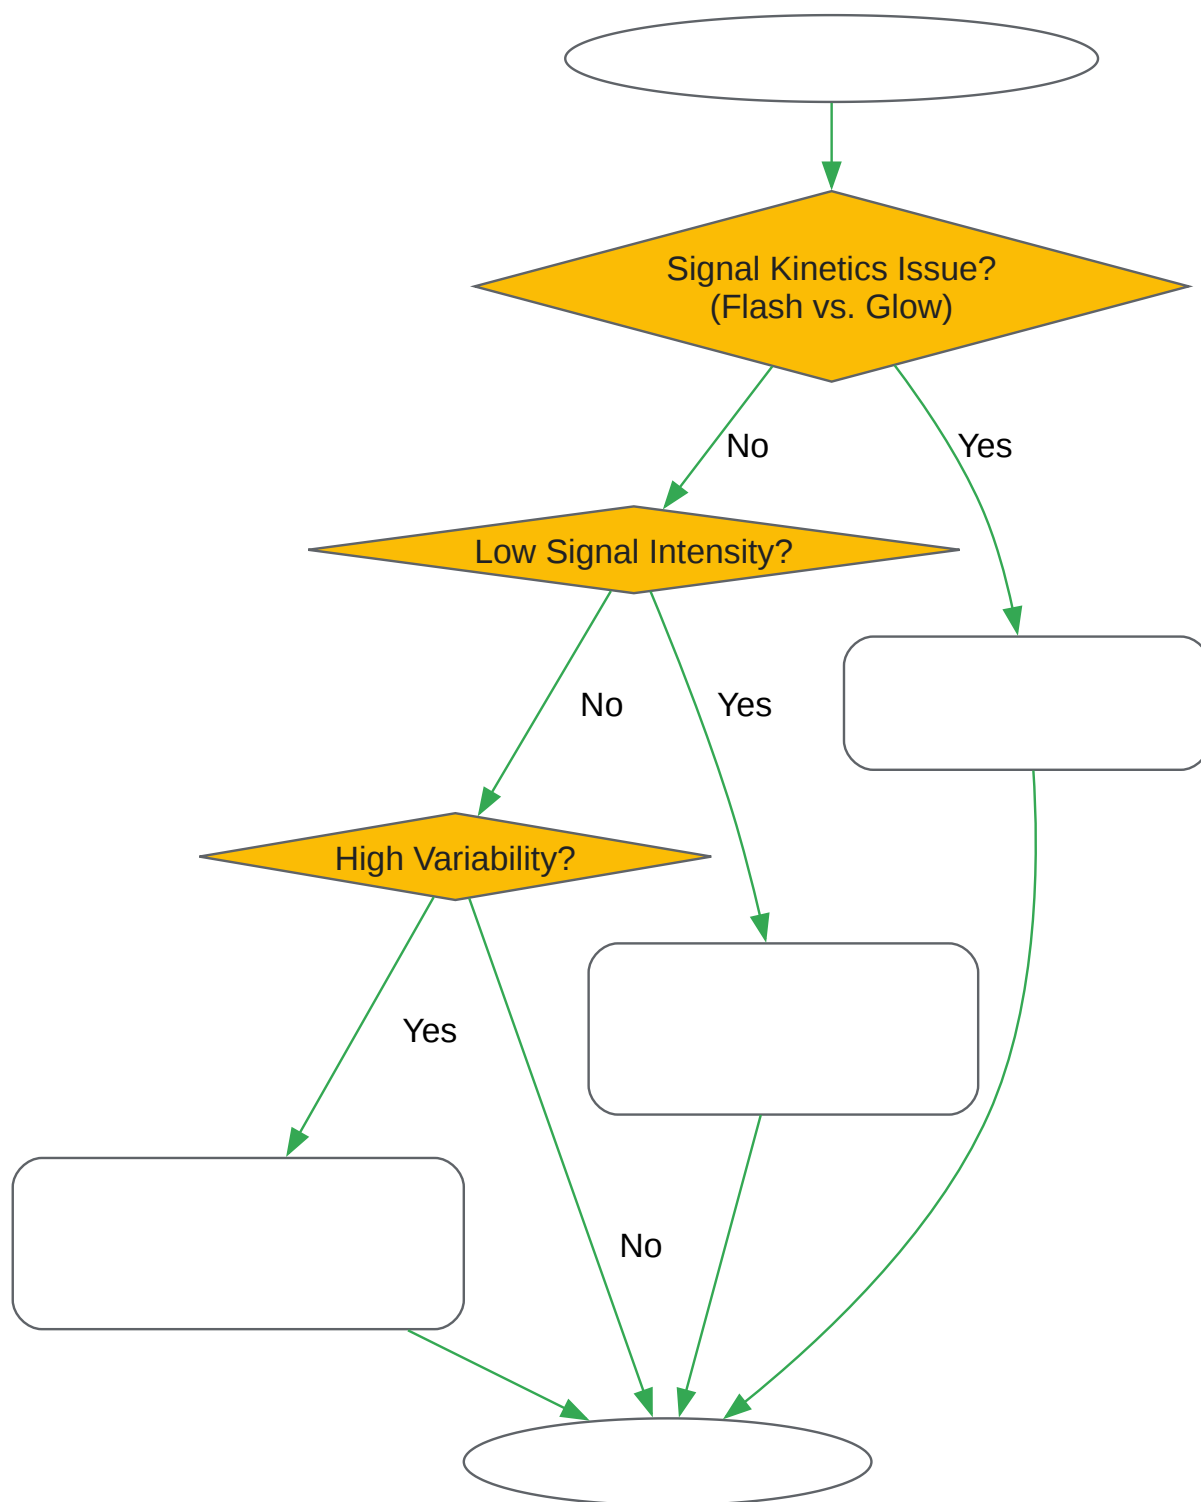 Signal Kinetics Issue?
(Flash vs. Glow)
No
Yes
Low Signal Intensity?
No
Yes
High Variability?
Yes
No